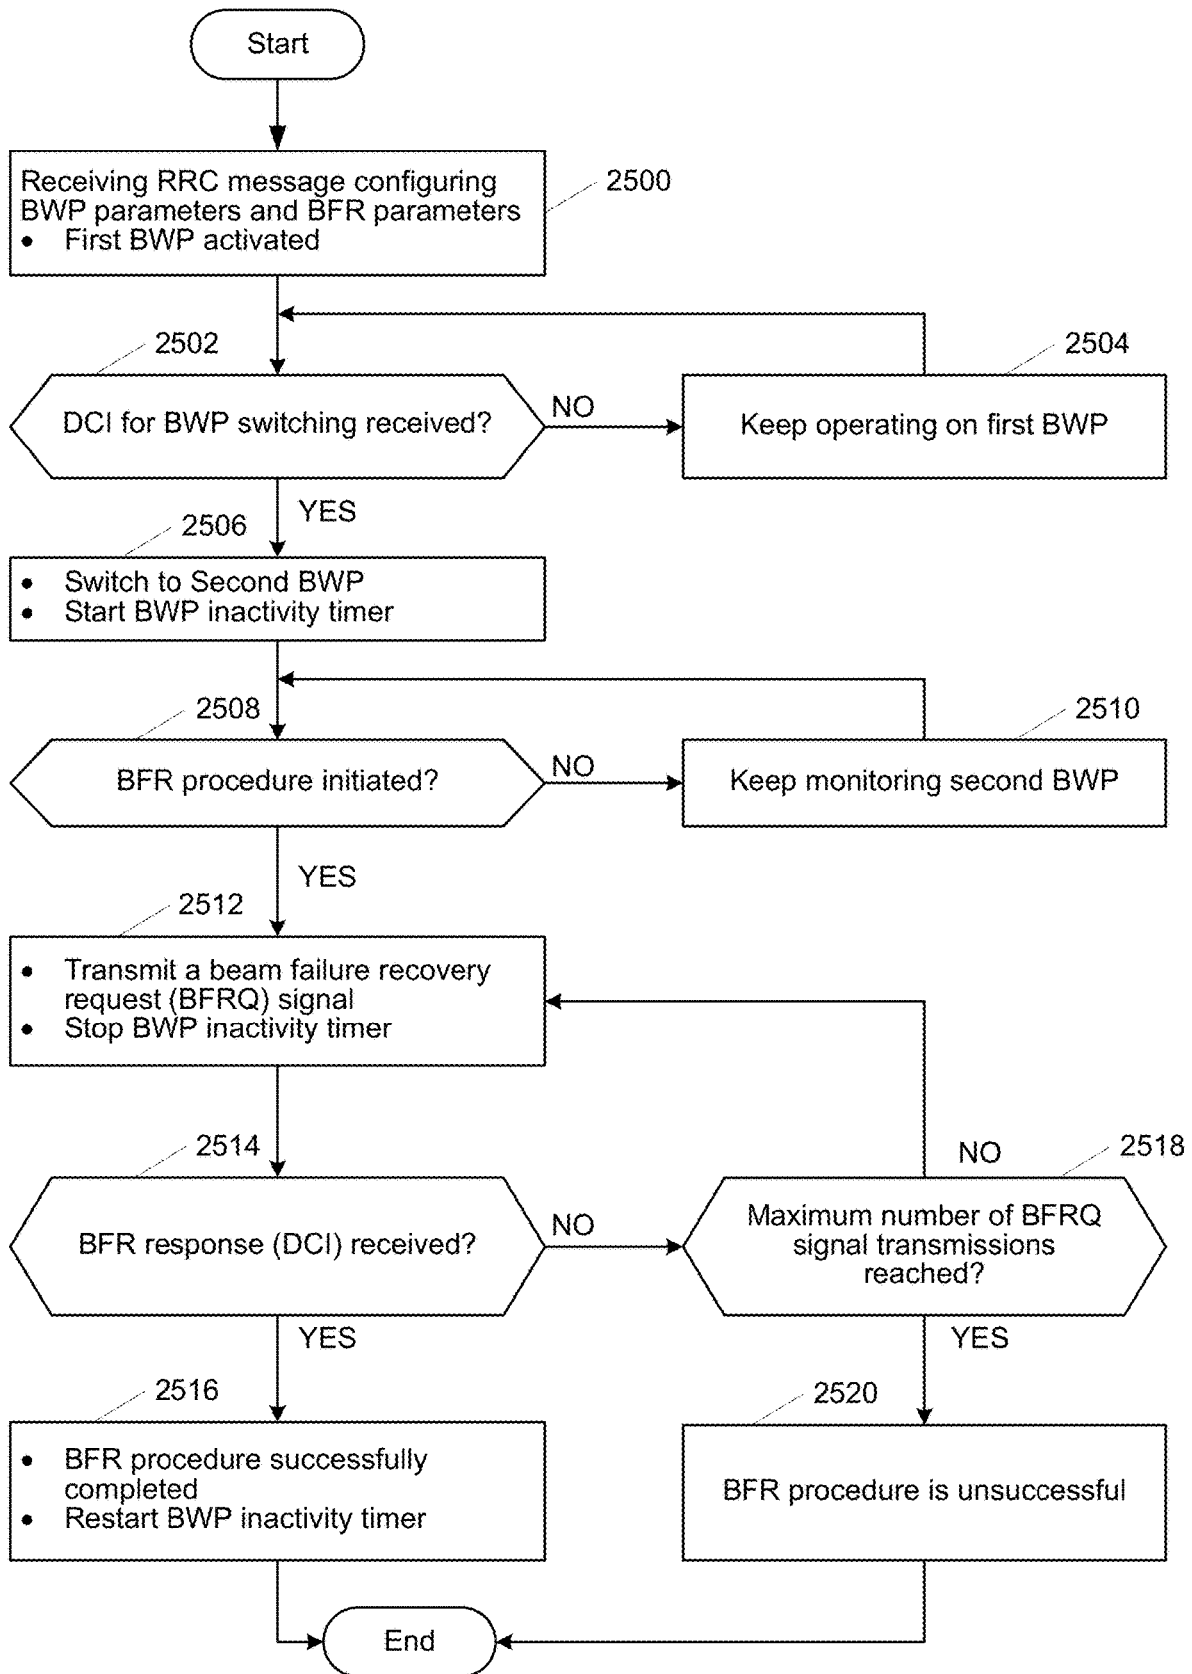 Start
Receiving RRC message configuring
BWP parameters and BFR parameters
• First BWP activated
2500
2502
DCI for BWP switching received?
NO
2504
Keep operating on first BWP
YES
2506
• Switch to Second BWP
• Start BWP inactivity timer
2508
BFR procedure initiated?
NO
2510
Keep monitoring second BWP
YES
2512
• Transmit a beam failure recovery
request (BFRQ) signal
• Stop BWP inactivity timer
2514
BFR response (DCI) received?
NO
NO
2518
Maximum number of BFRQ
signal transmissions
reached?
YES
YES
2516
• BFR procedure successfully
completed
• Restart BWP inactivity timer
2520
BFR procedure is unsuccessful
End